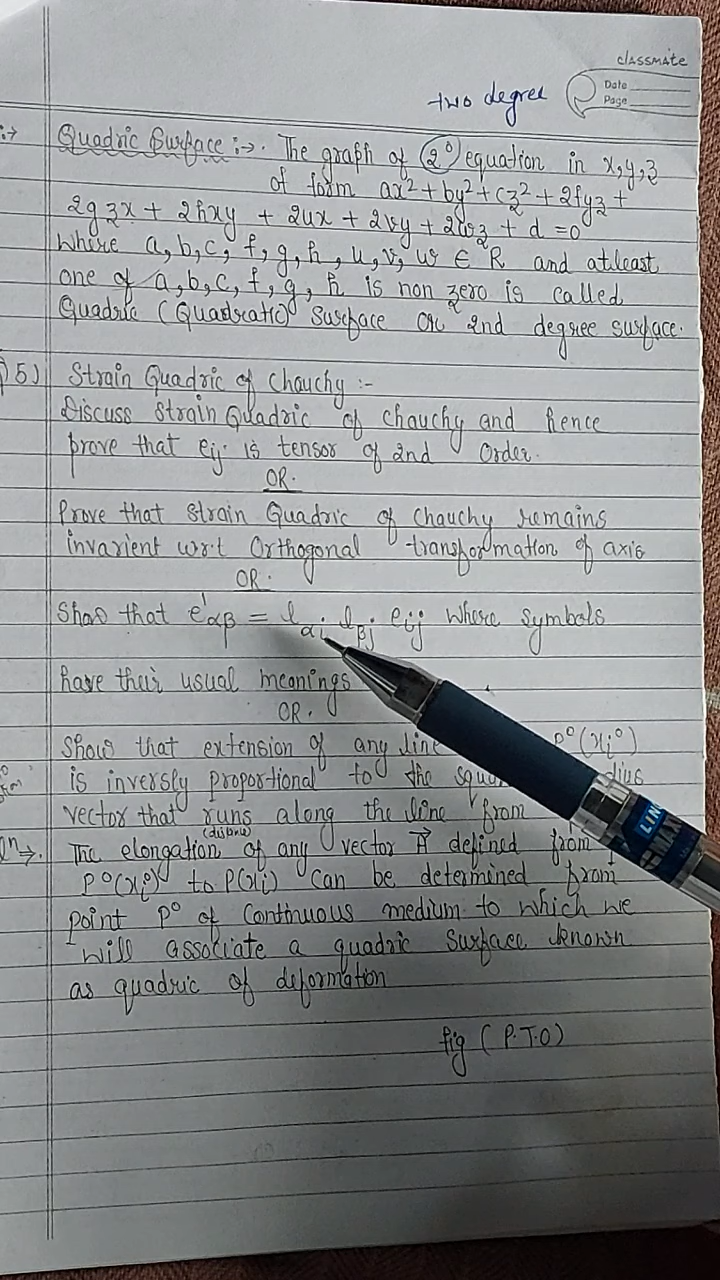 classmate
Date
Page
two degree
Quadric Surface :→. The graph of 2° equation in x,y,z
of form ax² + by² + cz² + 2fyz +
2gzx + 2hxy + 2ux + 2vy + 2wz + d = 0
Where a, b, c, f, g, h, u, v, w ∈ R and atleast
one of a, b, c, f, g, h is non zero is called
Quadric (Quadratic) Surface or 2nd degree surface.
5) Strain Quadric of Chauchy :-
Discuss Strain Quadric of Chauchy and hence
prove that eij is tensor of 2nd Order.
OR.
Prove that Strain Quadric of Chauchy remains
invarient w.r.t Orthogonal transformation of axis
OR.
Show that e'αβ = lαi lβj eij Where Symbols
have their usual meanings
OR.
Show that extension of any line P°(xi°)
is inversly proportional to the
vector that runs along the line from
The elongation of any vector A⃗ defined from
(distance)
P°(xi°) to P(xi) can be determined from
point P° of Continuous medium to which we
will associate a quadric Surface known
as quadric of deformation
fig (P.T.O)
LINC